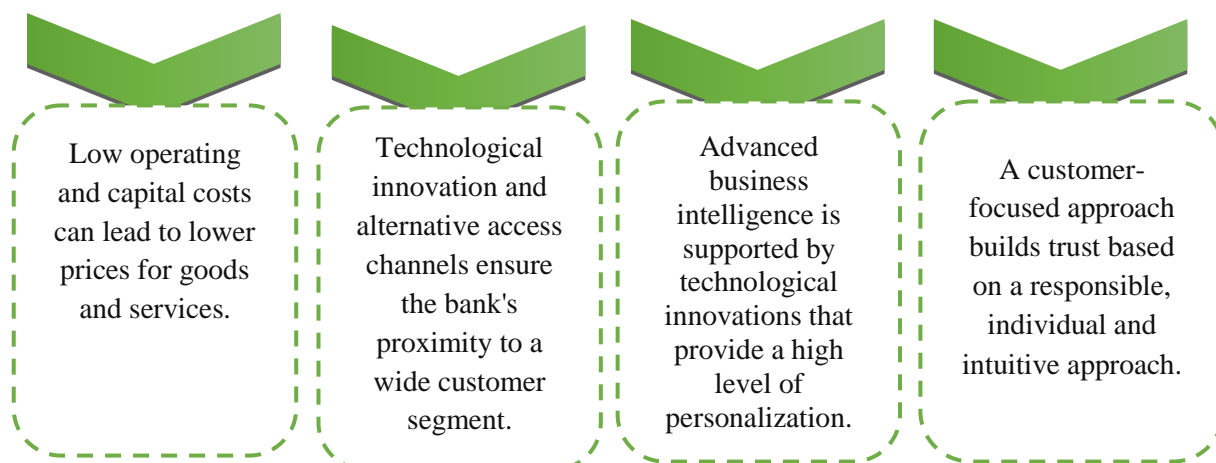 Low operating
and capital costs
can lead to lower
prices for goods
and services.
Technological
innovation and
alternative access
channels ensure
the bank's
proximity to a
wide customer
segment.
Advanced
business
intelligence is
supported by
technological
innovations that
provide a high
level of
personalization.
A customer-
focused approach
builds trust based
on a responsible,
individual and
intuitive approach.